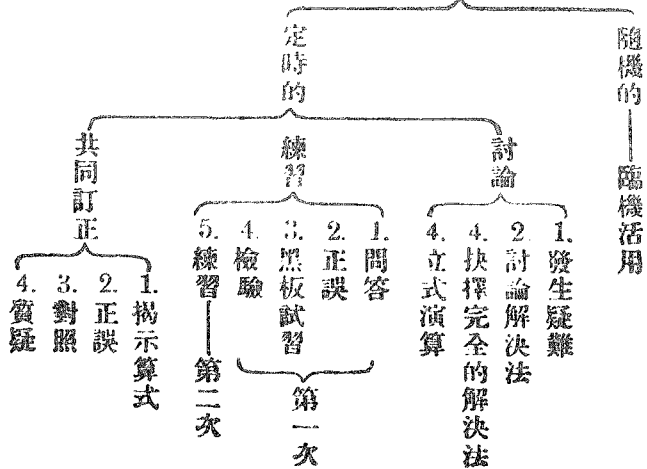 隨機的——臨機活用
定時的
討論
1. 發生疑難
2. 討論解決法
4. 抉擇完全的解決法
4. 立式演算
練習
1. 問答
2. 正誤
3. 黑板試習
4. 檢驗
第一次
5. 練習——第二次
共同訂正
1. 揭示算式
2. 正誤
3. 對照
4. 質疑